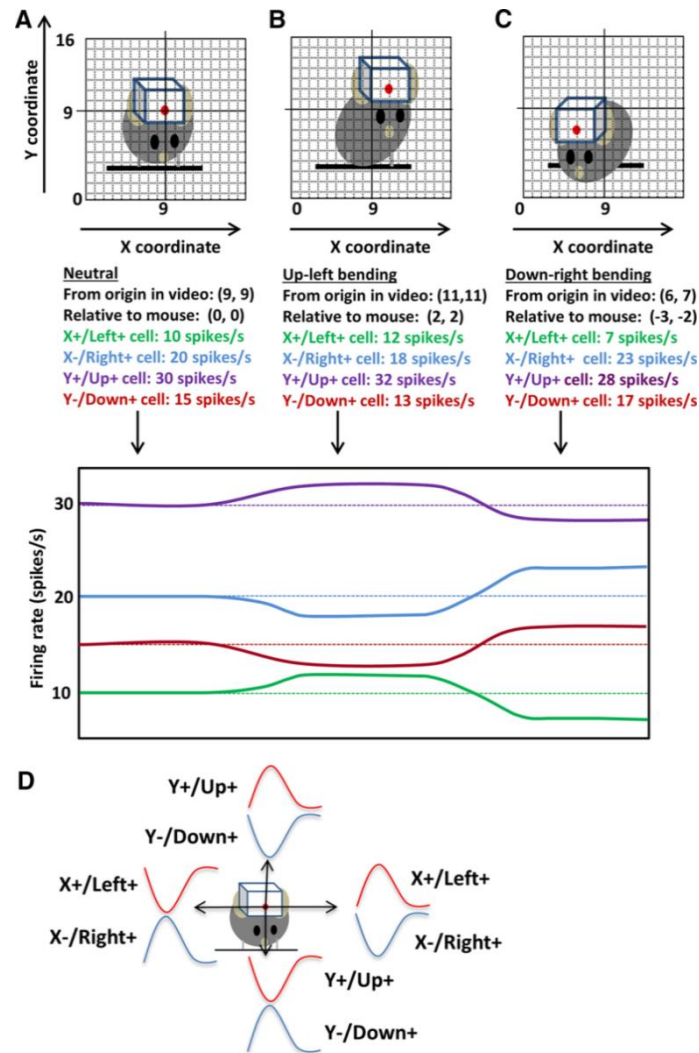 A
B
C
Y coordinate
16
9
0
9
X coordinate
9
0
X coordinate
9
0
X coordinate
Neutral
From origin in video: (9, 9)
Relative to mouse:  (0, 0)
X+/Left+ cell: 10 spikes/s
X-/Right+ cell: 20 spikes/s
Y+/Up+ cell: 30 spikes/s
Y-/Down+ cell: 15 spikes/s
Up-left bending
From origin in video: (11,11)
Relative to mouse: (2, 2)
X+/Left+ cell: 12 spikes/s
X-/Right+ cell: 18 spikes/s
Y+/Up+ cell: 32 spikes/s
Y-/Down+ cell: 13 spikes/s
Down-right bending
From origin in video: (6, 7)
Relative to mouse: (-3, -2)
X+/Left+ cell: 7 spikes/s
X-/Right+  cell: 23 spikes/s
Y+/Up+ cell: 28 spikes/s
Y-/Down+ cell: 17 spikes/s
Firing rate (spikes/s)
30
20
10
D
Y+/Up+
Y-/Down+
X+/Left+
X-/Right+
X+/Left+
X-/Right+
Y+/Up+
Y-/Down+